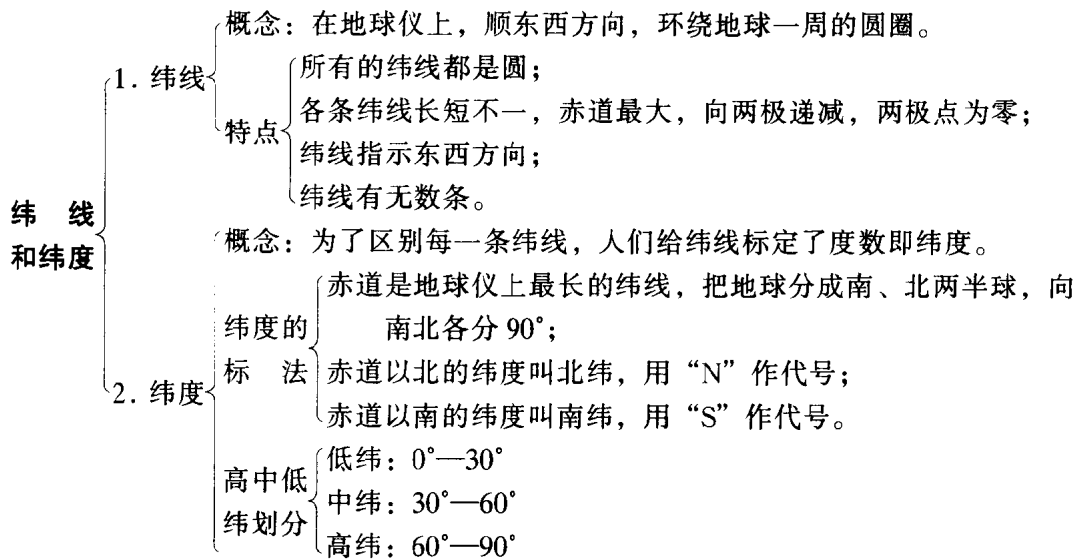 概念：在地球仪上，顺东西方向，环绕地球一周的圆圈。
1. 纬线
所有的纬线都是圆；
各条纬线长短不一，赤道最大，向两极递减，两极点为零；
特点
纬线指示东西方向；
纬线有无数条。
纬 线
和纬度
概念：为了区别每一条纬线，人们给纬线标定了度数即纬度。
赤道是地球仪上最长的纬线，把地球分成南、北两半球，向
南北各分 90°；
纬度的
标 法
赤道以北的纬度叫北纬，用“N”作代号；
2. 纬度
赤道以南的纬度叫南纬，用“S”作代号。
低纬：0°—30°
高中低
纬划分
中纬：30°—60°
高纬：60°—90°